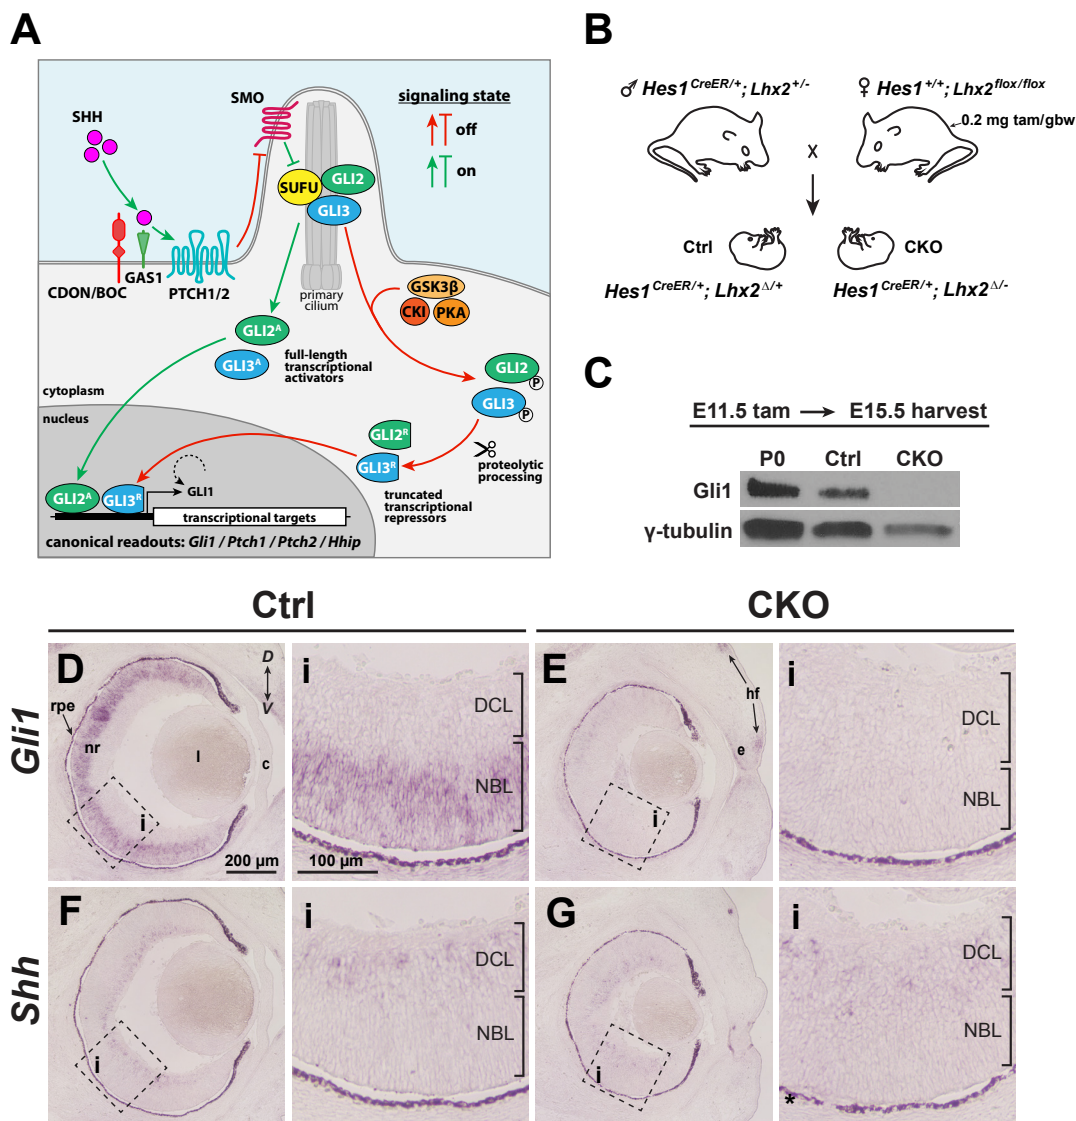 A
SHH
SMO
signaling state
off
on
SUFU
GLI2
GLI3
CDON/BOC
GAS1
PTCH1/2
primary
cilium
GSK3β
CKI
PKA
GLI2A
GLI3A
full-length
transcriptional
activators
cytoplasm
nucleus
GLI2
P
GLI3
P
GLI2R
GLI3R
proteolytic
processing
truncated
transcriptional
repressors
GLI2A
GLI3R
GLI1
transcriptional targets
canonical readouts: Gli1 / Ptch1 / Ptch2 / Hhip
B
♂ Hes1CreER/+; Lhx2+/-
♀ Hes1+/+; Lhx2flox/flox
0.2 mg tam/gbw
x
Ctrl
CKO
Hes1CreER/+; Lhx2Δ/+
Hes1CreER/+; Lhx2Δ/-
C
E11.5 tam → E15.5 harvest
P0 Ctrl CKO
Gli1
γ-tubulin
Ctrl
CKO
Gli1
D
D
V
rpe
nr
l
c
i
200 µm
i
DCL
NBL
100 µm
E
hf
e
i
i
DCL
NBL
Shh
F
i
i
DCL
NBL
G
i
i
DCL
NBL
*